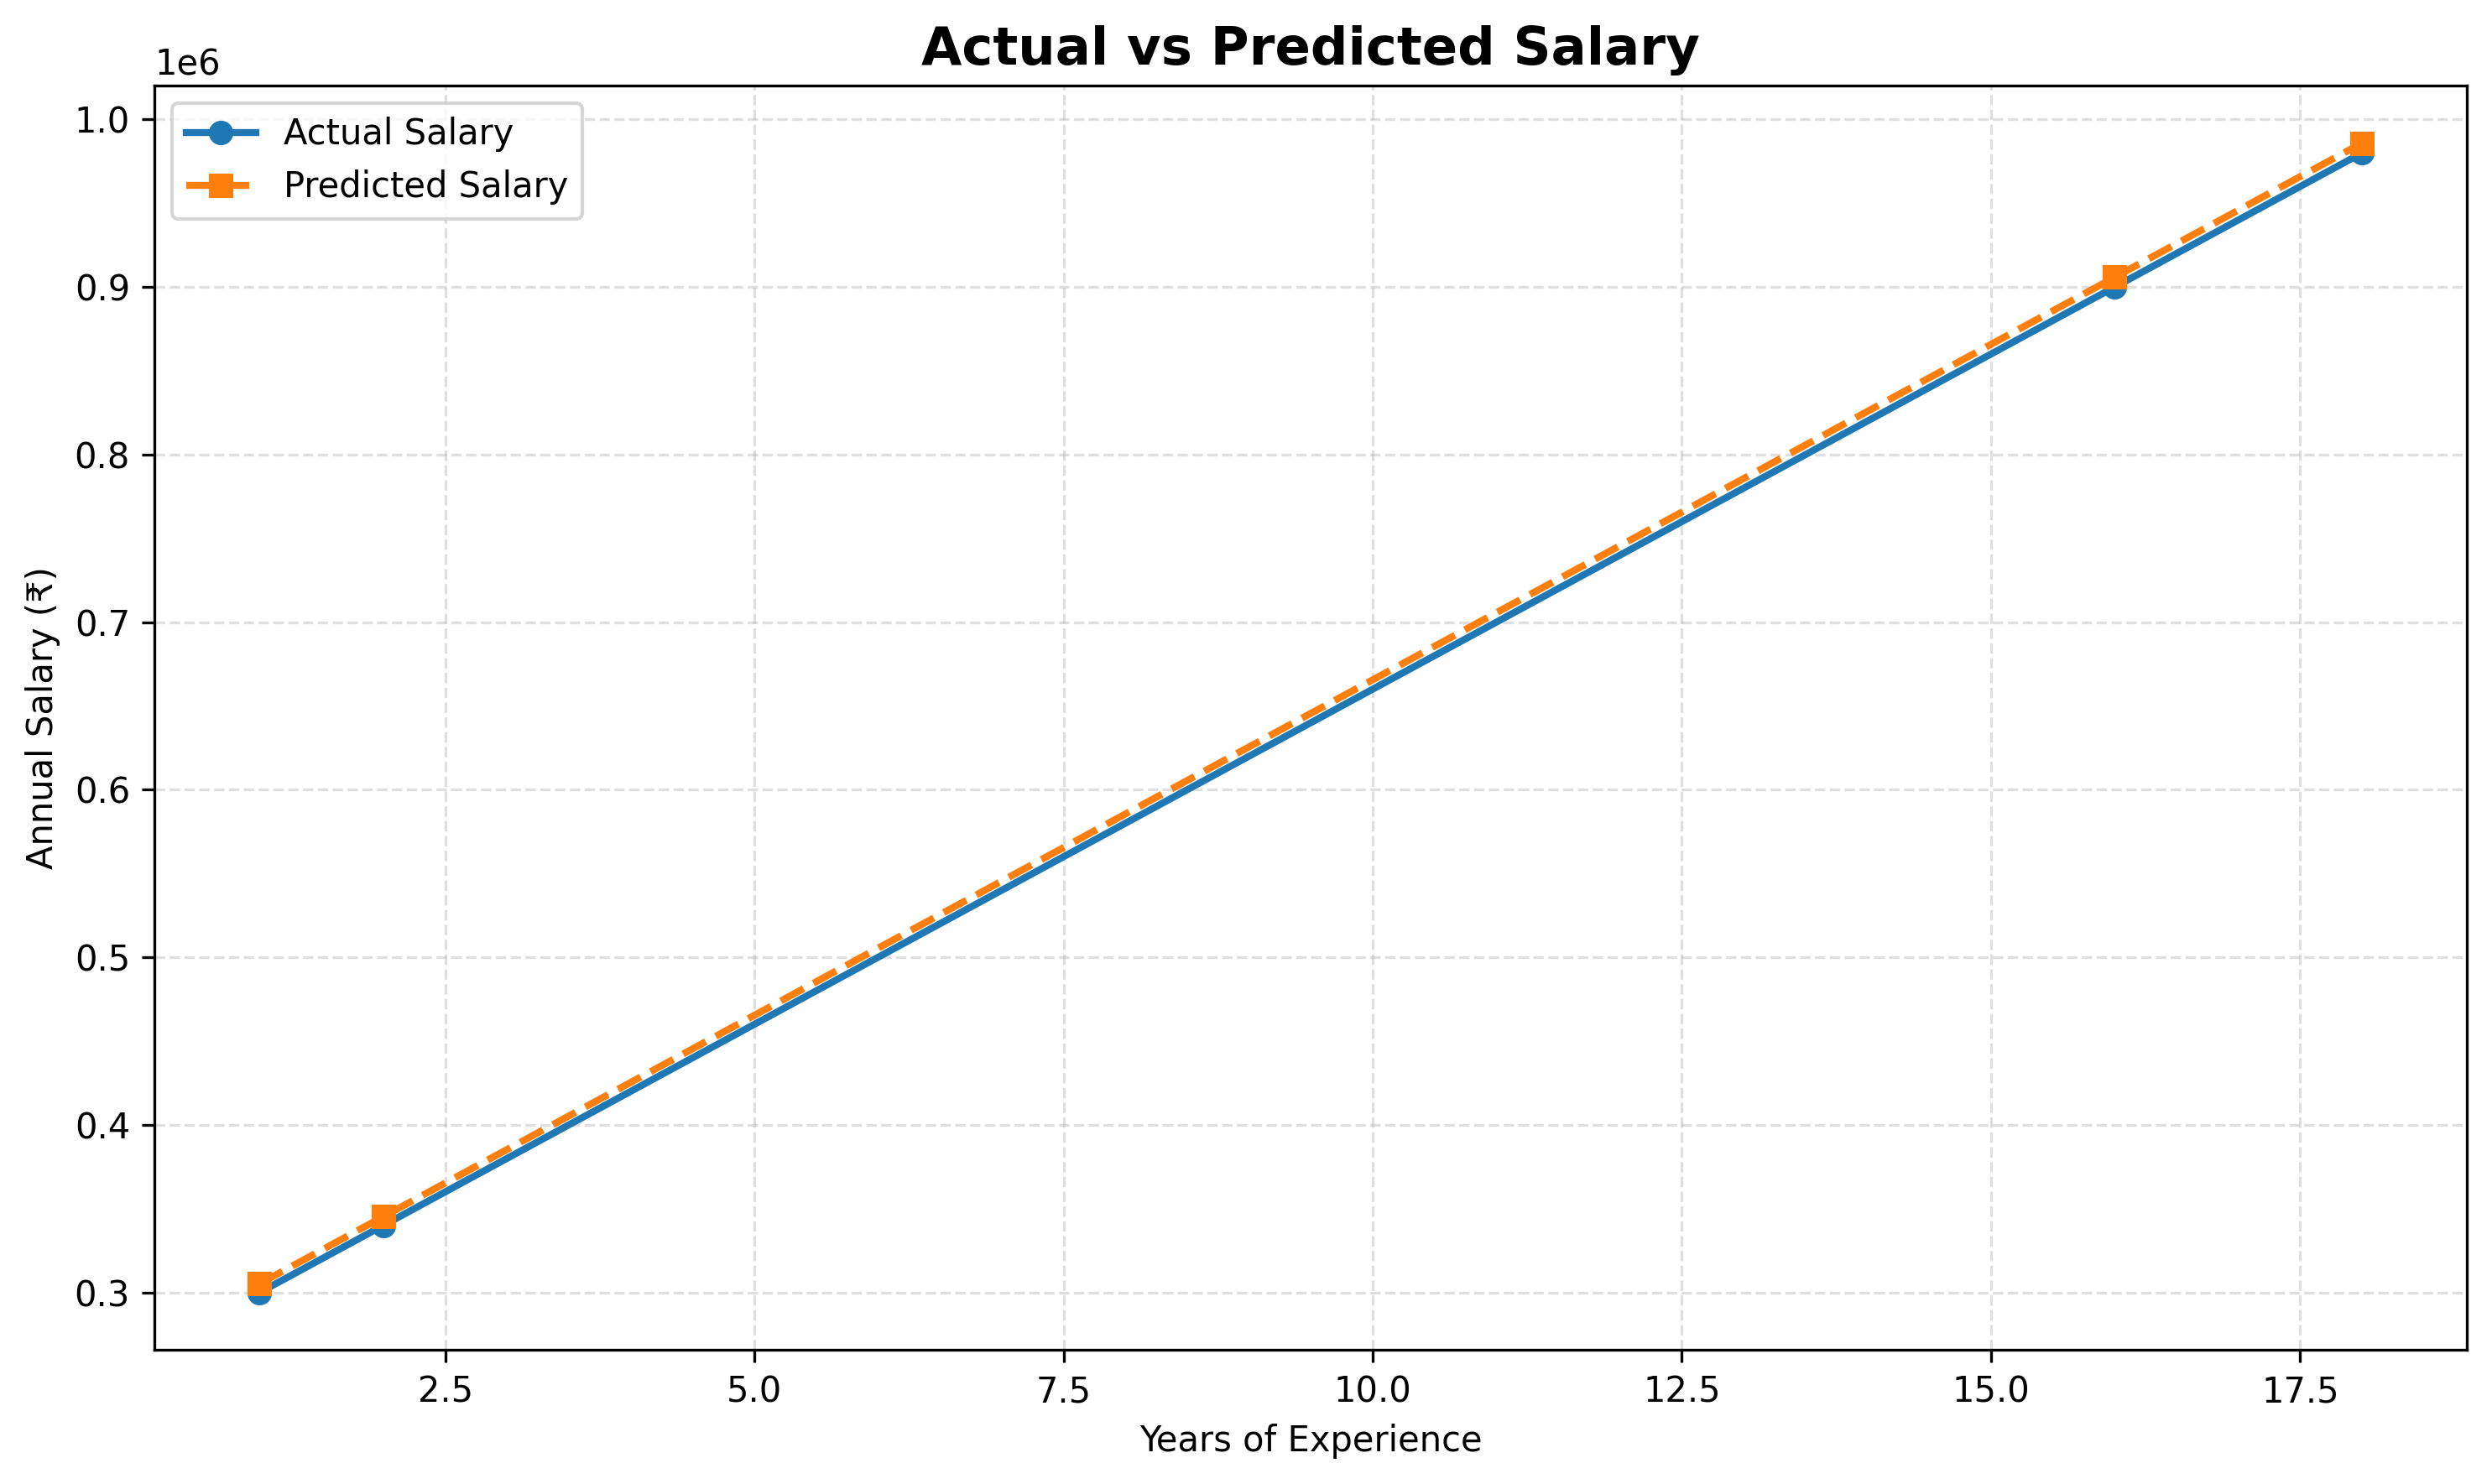 Actual vs Predicted Salary
1e6
Actual Salary
Predicted Salary
1.0
0.9
0.8
0.7
0.6
0.5
0.4
0.3
Annual Salary (₹)
2.5 5.0 7.5 10.0 12.5 15.0 17.5
Years of Experience